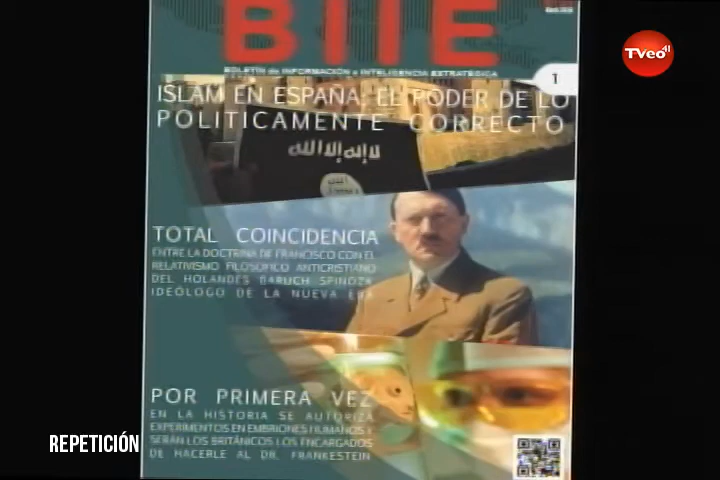 BIIE
BOLETÍN de INFORMACIÓN e INTELIGENCIA ESTRATÉGICA
TVeo 41
1
ISLAM EN ESPAÑA: EL PODER DE LO
POLITICAMENTE CORRECTO
لا إله إلا الله
TOTAL COINCIDENCIA
ENTRE LA DOCTRINA DE FRANCISCO CON EL
RELATIVISMO FILOSOFICO ANTICRISTIANO
DEL HOLANDES BARUCH SPINOZA
IDEÓLOGO DE LA NUEVA ERA
POR PRIMERA VEZ
EN LA HISTORIA SE AUTORIZA
EXPERIMENTOS EN EMBRIONES HUMANOS Y
SERÁN LOS BRITÁNICOS LOS ENCARGADOS
DE HACERLE AL DR. FRANKESTEIN
REPETICIÓN